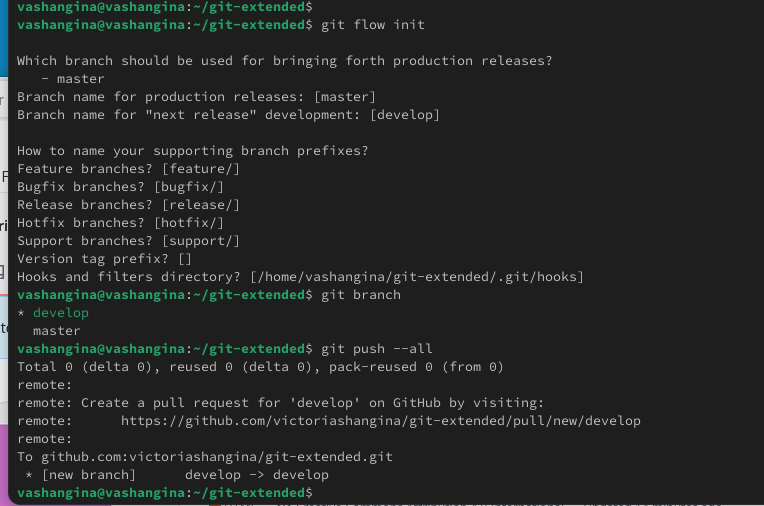 vashangina@vashangina:~/git-extended$
vashangina@vashangina:~/git-extended$ git flow init
Which branch should be used for bringing forth production releases?
   - master
Branch name for production releases: [master]
Branch name for "next release" development: [develop]
How to name your supporting branch prefixes?
Feature branches? [feature/]
Bugfix branches? [bugfix/]
Release branches? [release/]
Hotfix branches? [hotfix/]
Support branches? [support/]
Version tag prefix? []
Hooks and filters directory? [/home/vashangina/git-extended/.git/hooks]
vashangina@vashangina:~/git-extended$ git branch
* develop
  master
vashangina@vashangina:~/git-extended$ git push --all
Total 0 (delta 0), reused 0 (delta 0), pack-reused 0 (from 0)
remote:
remote: Create a pull request for 'develop' on GitHub by visiting:
remote:      https://github.com/victoriashangina/git-extended/pull/new/develop
remote:
To github.com:victoriashangina/git-extended.git
 * [new branch]      develop -> develop
vashangina@vashangina:~/git-extended$